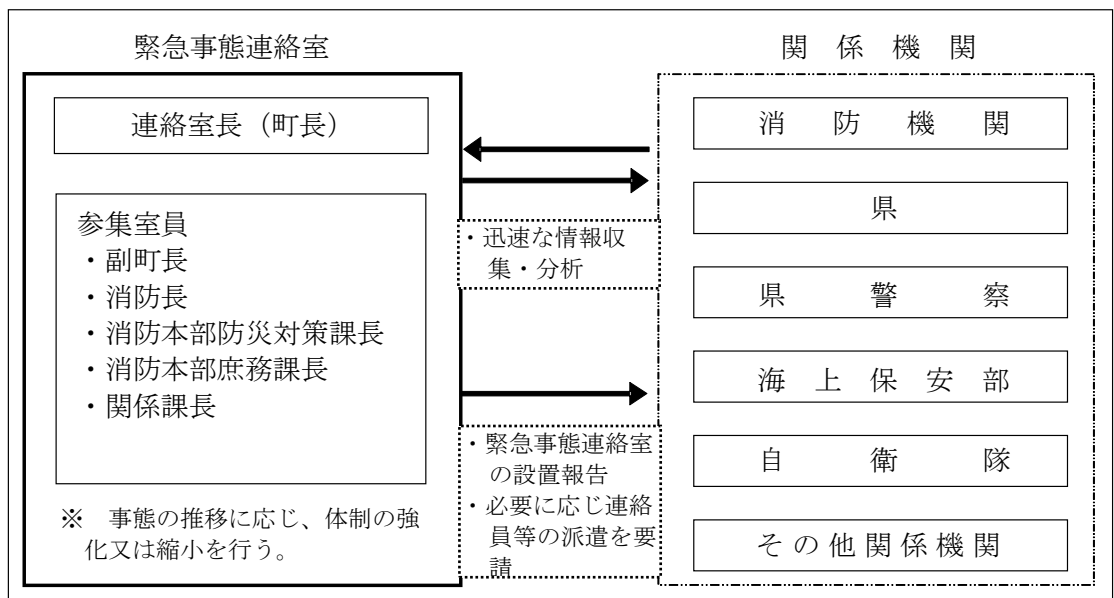 緊急事態連絡室
連絡室長（町長）
参集室員
・副町長
・消防長
・消防本部防災対策課長
・消防本部庶務課長
・関係課長
※　事態の推移に応じ、体制の強
化又は縮小を行う。
・迅速な情報収
集・分析
・緊急事態連絡室
の設置報告
・必要に応じ連絡
員等の派遣を要
請
関係機関
消防機関
県
県警察
海上保安部
自衛隊
その他関係機関